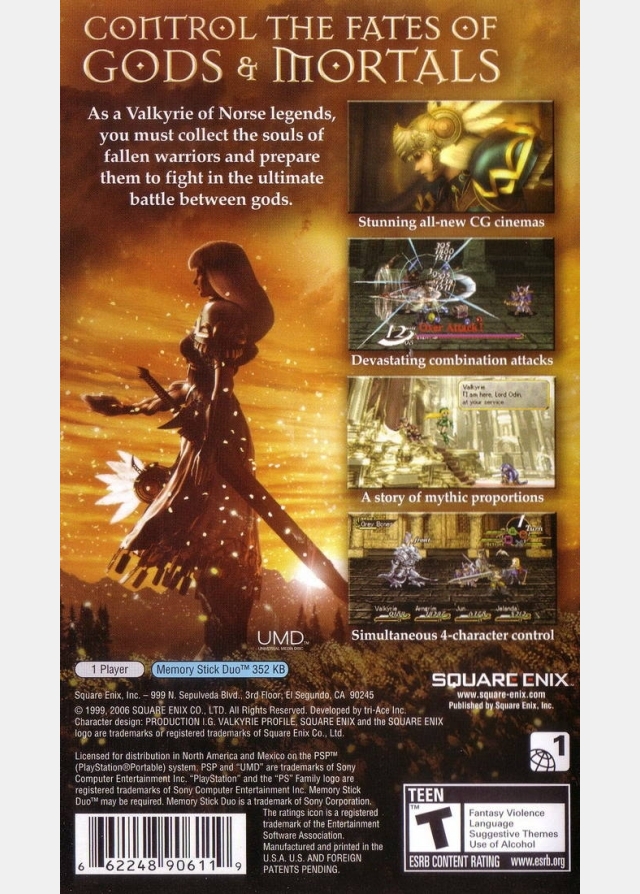 CONTROL THE FATES OF
GODS & MORTALS
As a Valkyrie of Norse legends,
you must collect the souls of
fallen warriors and prepare
them to fight in the ultimate
battle between gods.
Stunning all-new CG cinemas
Devastating combination attacks
Valkyrie
I am here, Lord Odin,
at your service.
A story of mythic proportions
Valkyrie
Arngrim
Jun
Jelanda
Simultaneous 4-character control
UMD™
UNIVERSAL MEDIA DISC
1 Player
Memory Stick Duo™ 352 KB
SQUARE ENIX™
www.square-enix.com
Published by Square Enix, Inc.
Square Enix, Inc. – 999 N. Sepulveda Blvd., 3rd Floor, El Segundo, CA 90245
© 1999, 2006 SQUARE ENIX CO., LTD. All Rights Reserved. Developed by tri-Ace Inc.
Character design: PRODUCTION I.G. VALKYRIE PROFILE, SQUARE ENIX and the SQUARE ENIX
logo are trademarks or registered trademarks of Square Enix Co., Ltd.
Licensed for distribution in North America and Mexico on the PSP™
(PlayStation®Portable) system. PSP and "UMD" are trademarks of Sony
Computer Entertainment Inc. "PlayStation" and the "PS" Family logo are
registered trademarks of Sony Computer Entertainment Inc. Memory Stick
Duo™ may be required. Memory Stick Duo is a trademark of Sony Corporation.
The ratings icon is a registered
trademark of the Entertainment
Software Association.
Manufactured and printed in the
U.S.A. U.S. AND FOREIGN
PATENTS PENDING.
6 62248 90611 9
1
TEEN
T
Fantasy Violence
Language
Suggestive Themes
Use of Alcohol
ESRB CONTENT RATING www.esrb.org